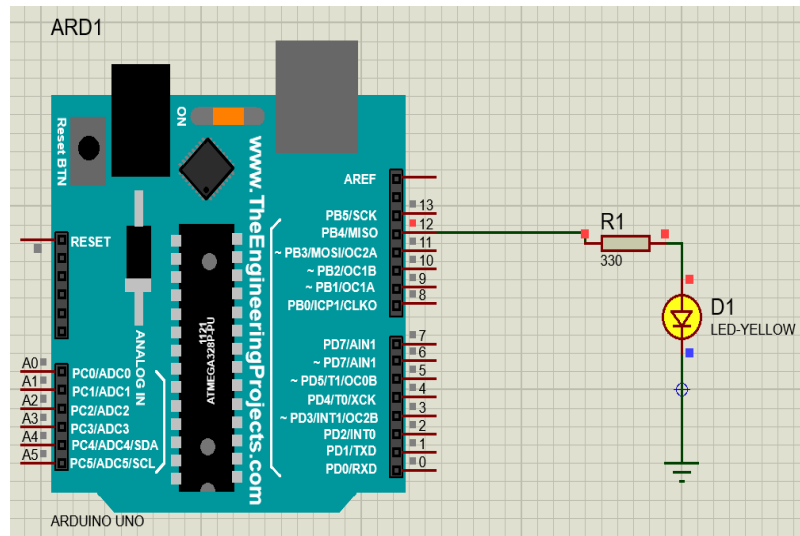 ARD1
ON
Reset BTN
www.TheEngineeringProjects.com
RESET
ANALOG IN
1121
ATMEGA328P-PU
AREF
PB5/SCK 13
PB4/MISO 12
~ PB3/MOSI/OC2A 11
~ PB2/OC1B 10
~ PB1/OC1A 9
PB0/ICP1/CLKO 8
PD7/AIN1 7
~ PD7/AIN1 6
~ PD5/T1/OC0B 5
PD4/T0/XCK 4
~ PD3/INT1/OC2B 3
PD2/INT0 2
PD1/TXD 1
PD0/RXD 0
A0 PC0/ADC0
A1 PC1/ADC1
A2 PC2/ADC2
A3 PC3/ADC3
A4 PC4/ADC4/SDA
A5 PC5/ADC5/SCL
ARDUINO UNO
R1
330
D1
LED-YELLOW